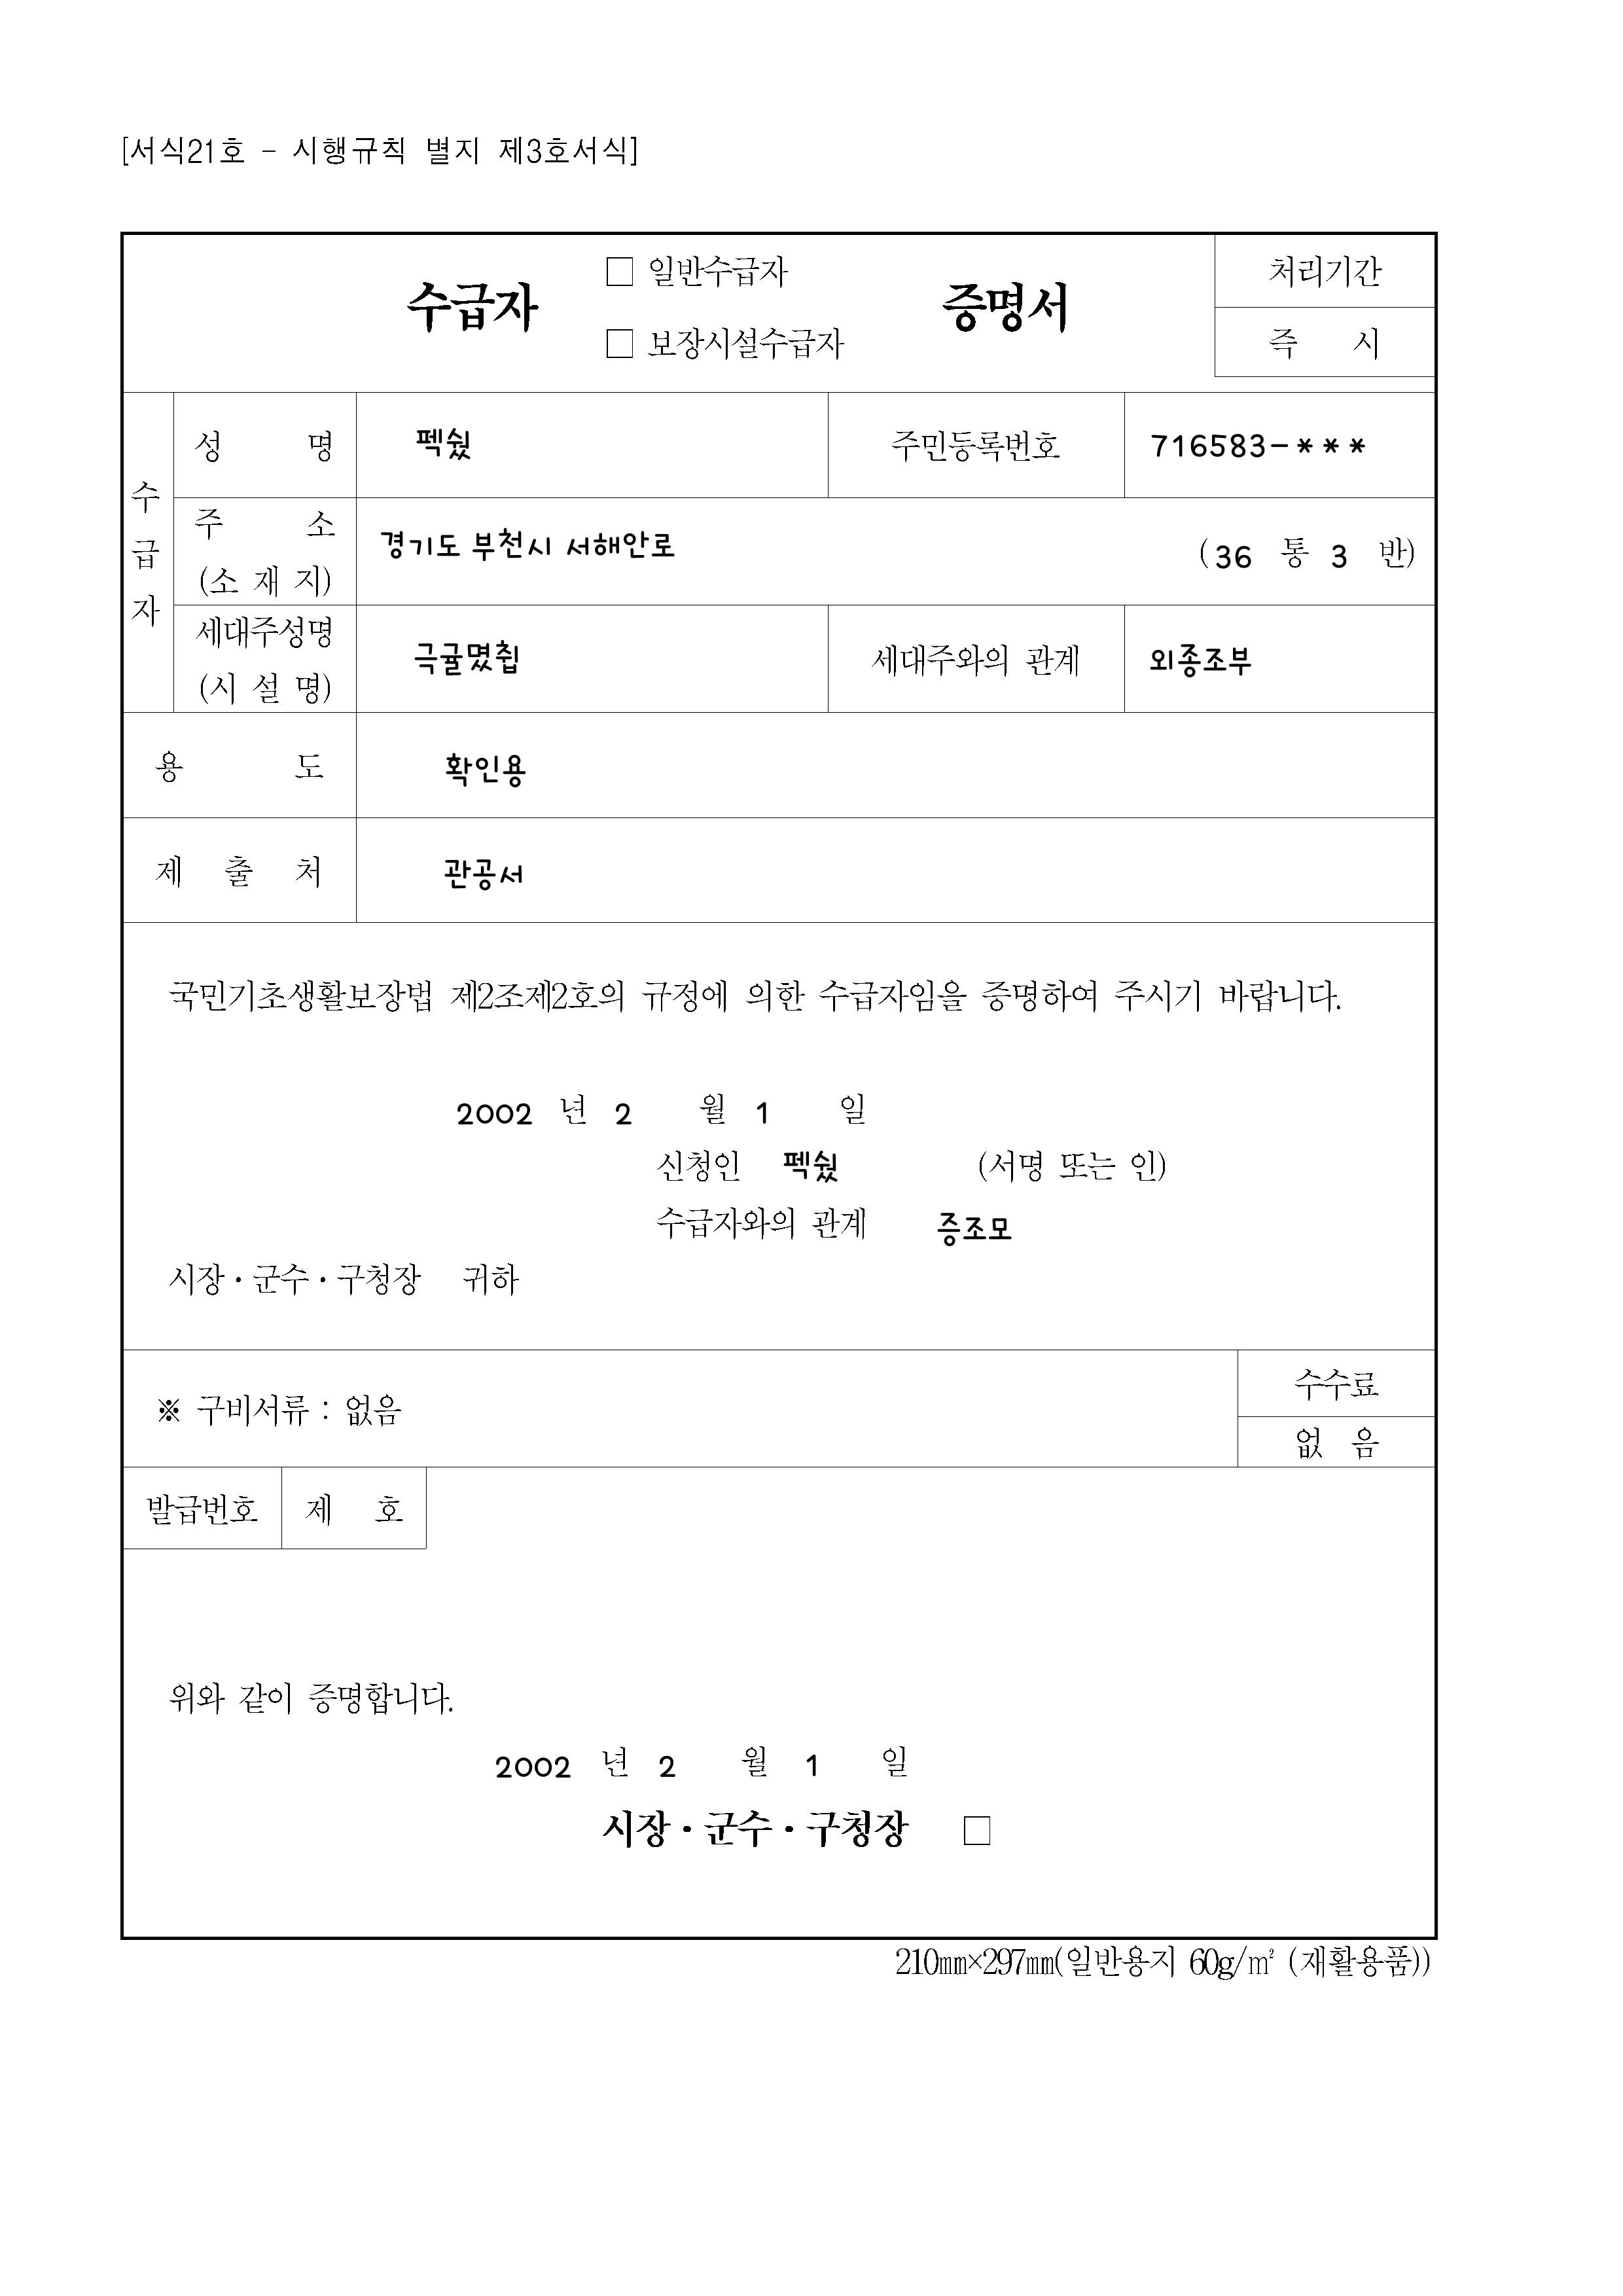 [서식21호 - 시행규칙 별지 제3호서식]
수급자 □ 일반수급자 □ 보장시설수급자 증명서
처리기간
즉 시
수급자
성 명 펙쉀 주민등록번호 716583-***
주 소 (소 재 지) 경기도 부천시 서해안로 (36 통 3 반)
세대주성명 (시 설 명) 극귤몄칩 세대주와의 관계 외종조부
용 도 확인용
제 출 처 관공서
국민기초생활보장법 제2조제2호의 규정에 의한 수급자임을 증명하여 주시기 바랍니다.
2002 년 2 월 1 일
신청인 펙쉀 (서명 또는 인)
수급자와의 관계 증조모
시장·군수·구청장 귀하
※ 구비서류 : 없음
수수료
없 음
발급번호 제 호
위와 같이 증명합니다.
2002 년 2 월 1 일
시장·군수·구청장 □
210㎜×297㎜(일반용지 60g/㎡ (재활용품))